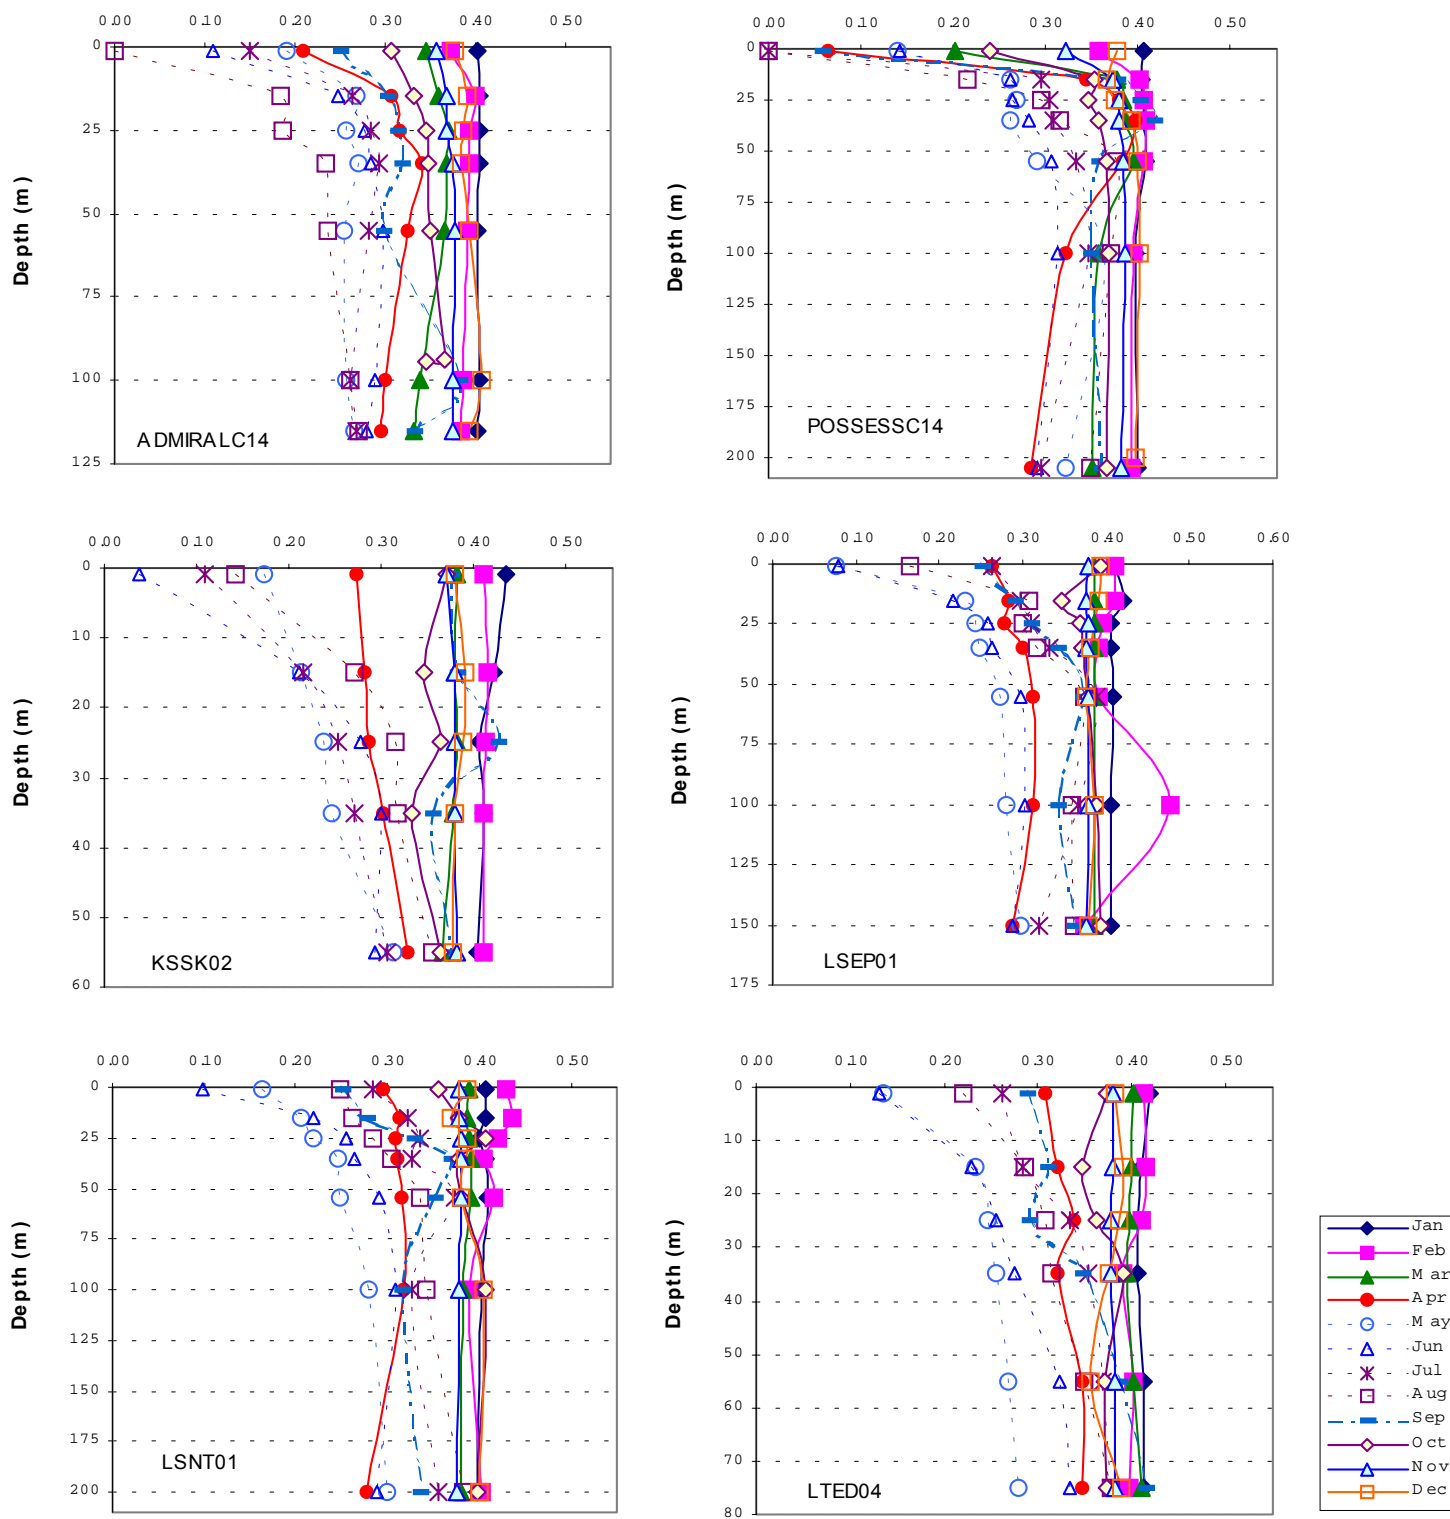 0.00 0.10 0.20 0.30 0.40 0.50
0
25
50
75
100
125
Depth (m)
ADMIRALC14
0.00 0.10 0.20 0.30 0.40 0.50
0
25
50
75
100
125
150
175
200
Depth (m)
POSSESSC14
0.00 0.10 0.20 0.30 0.40 0.50
0
10
20
30
40
50
60
Depth (m)
KSSK02
0.00 0.10 0.20 0.30 0.40 0.50 0.60
0
25
50
75
100
125
150
175
Depth (m)
LSEP01
0.00 0.10 0.20 0.30 0.40 0.50
0
25
50
75
100
125
150
175
200
Depth (m)
LSNT01
0.00 0.10 0.20 0.30 0.40 0.50
0
10
20
30
40
50
60
70
80
Depth (m)
LTED04
Jan
Feb
Mar
Apr
May
Jun
Jul
Aug
Sep
Oct
Nov
Dec